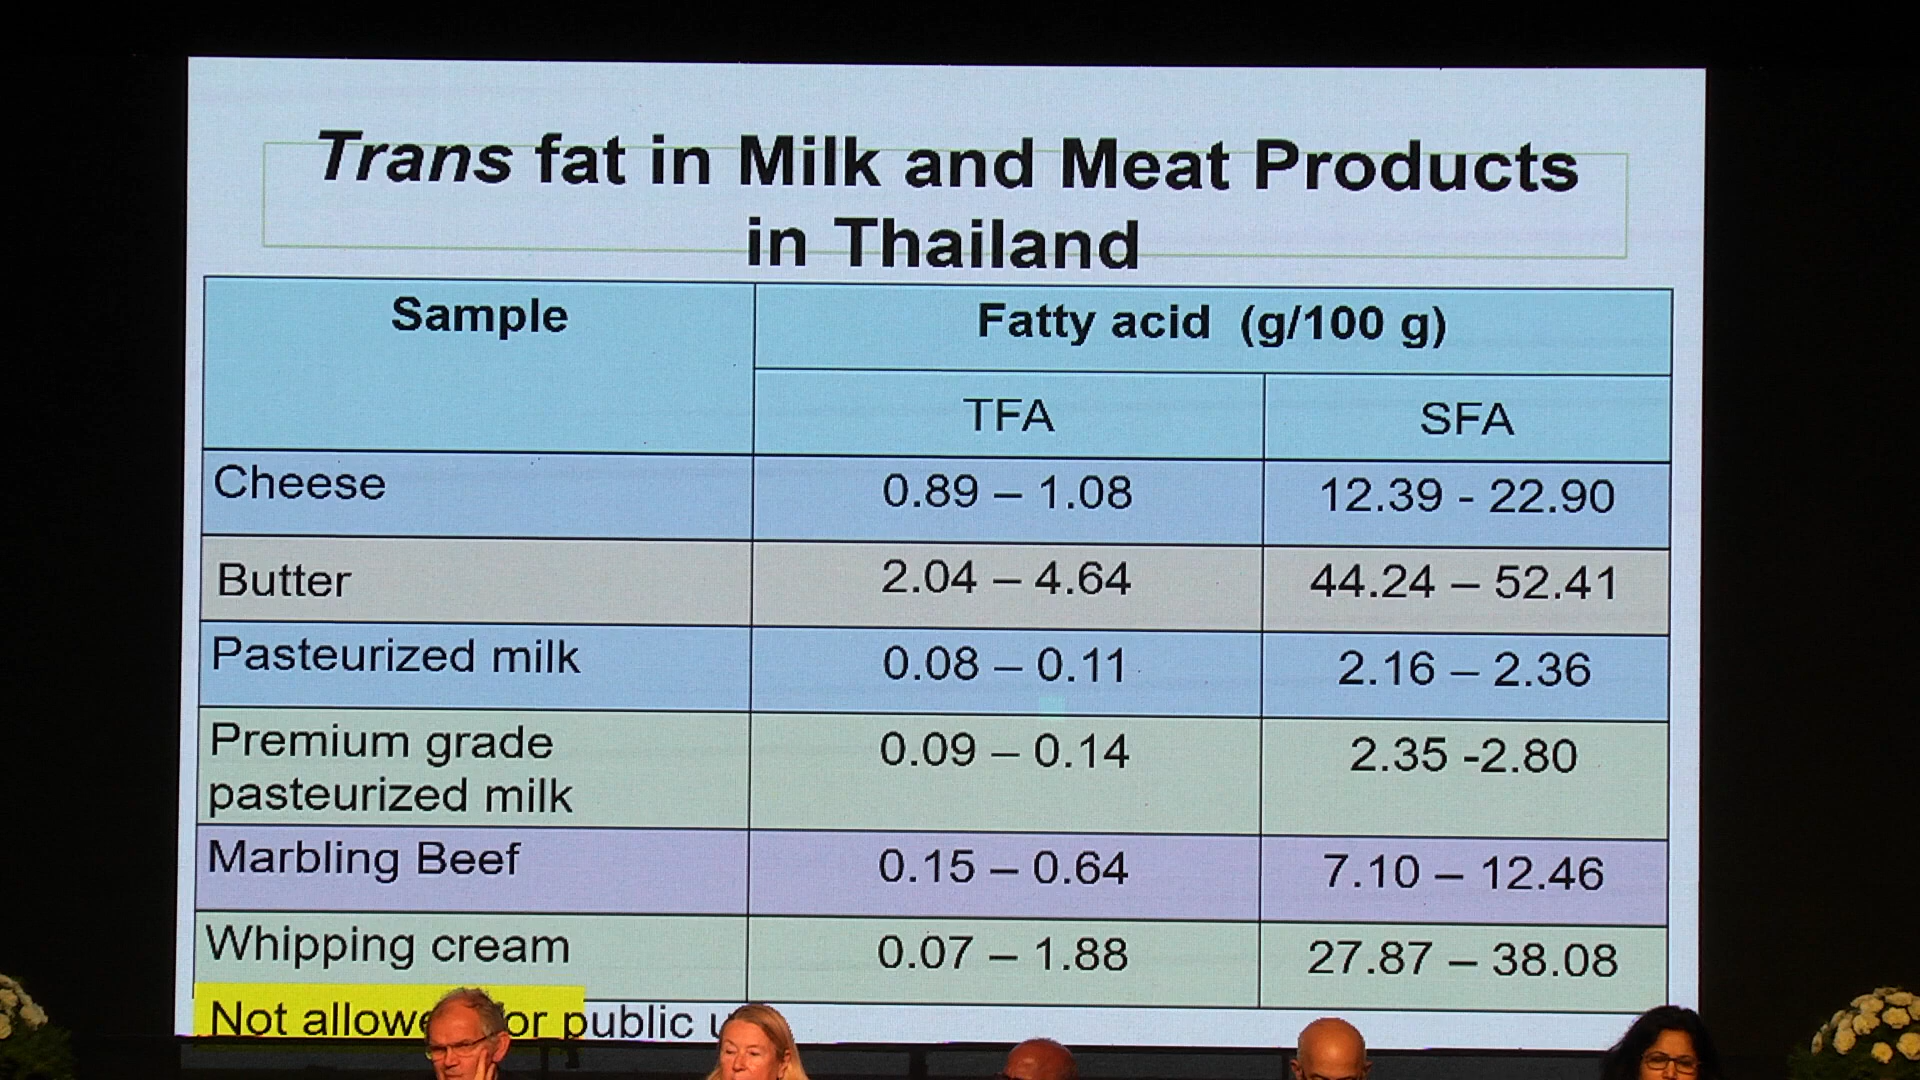 Trans fat in Milk and Meat Products
in Thailand
Sample
Fatty acid (g/100 g)
TFA
SFA
Cheese
0.89 – 1.08
12.39 - 22.90
Butter
2.04 – 4.64
44.24 – 52.41
Pasteurized milk
0.08 – 0.11
2.16 – 2.36
Premium grade
pasteurized milk
0.09 – 0.14
2.35 -2.80
Marbling Beef
0.15 – 0.64
7.10 – 12.46
Whipping cream
0.07 – 1.88
27.87 – 38.08
Not public